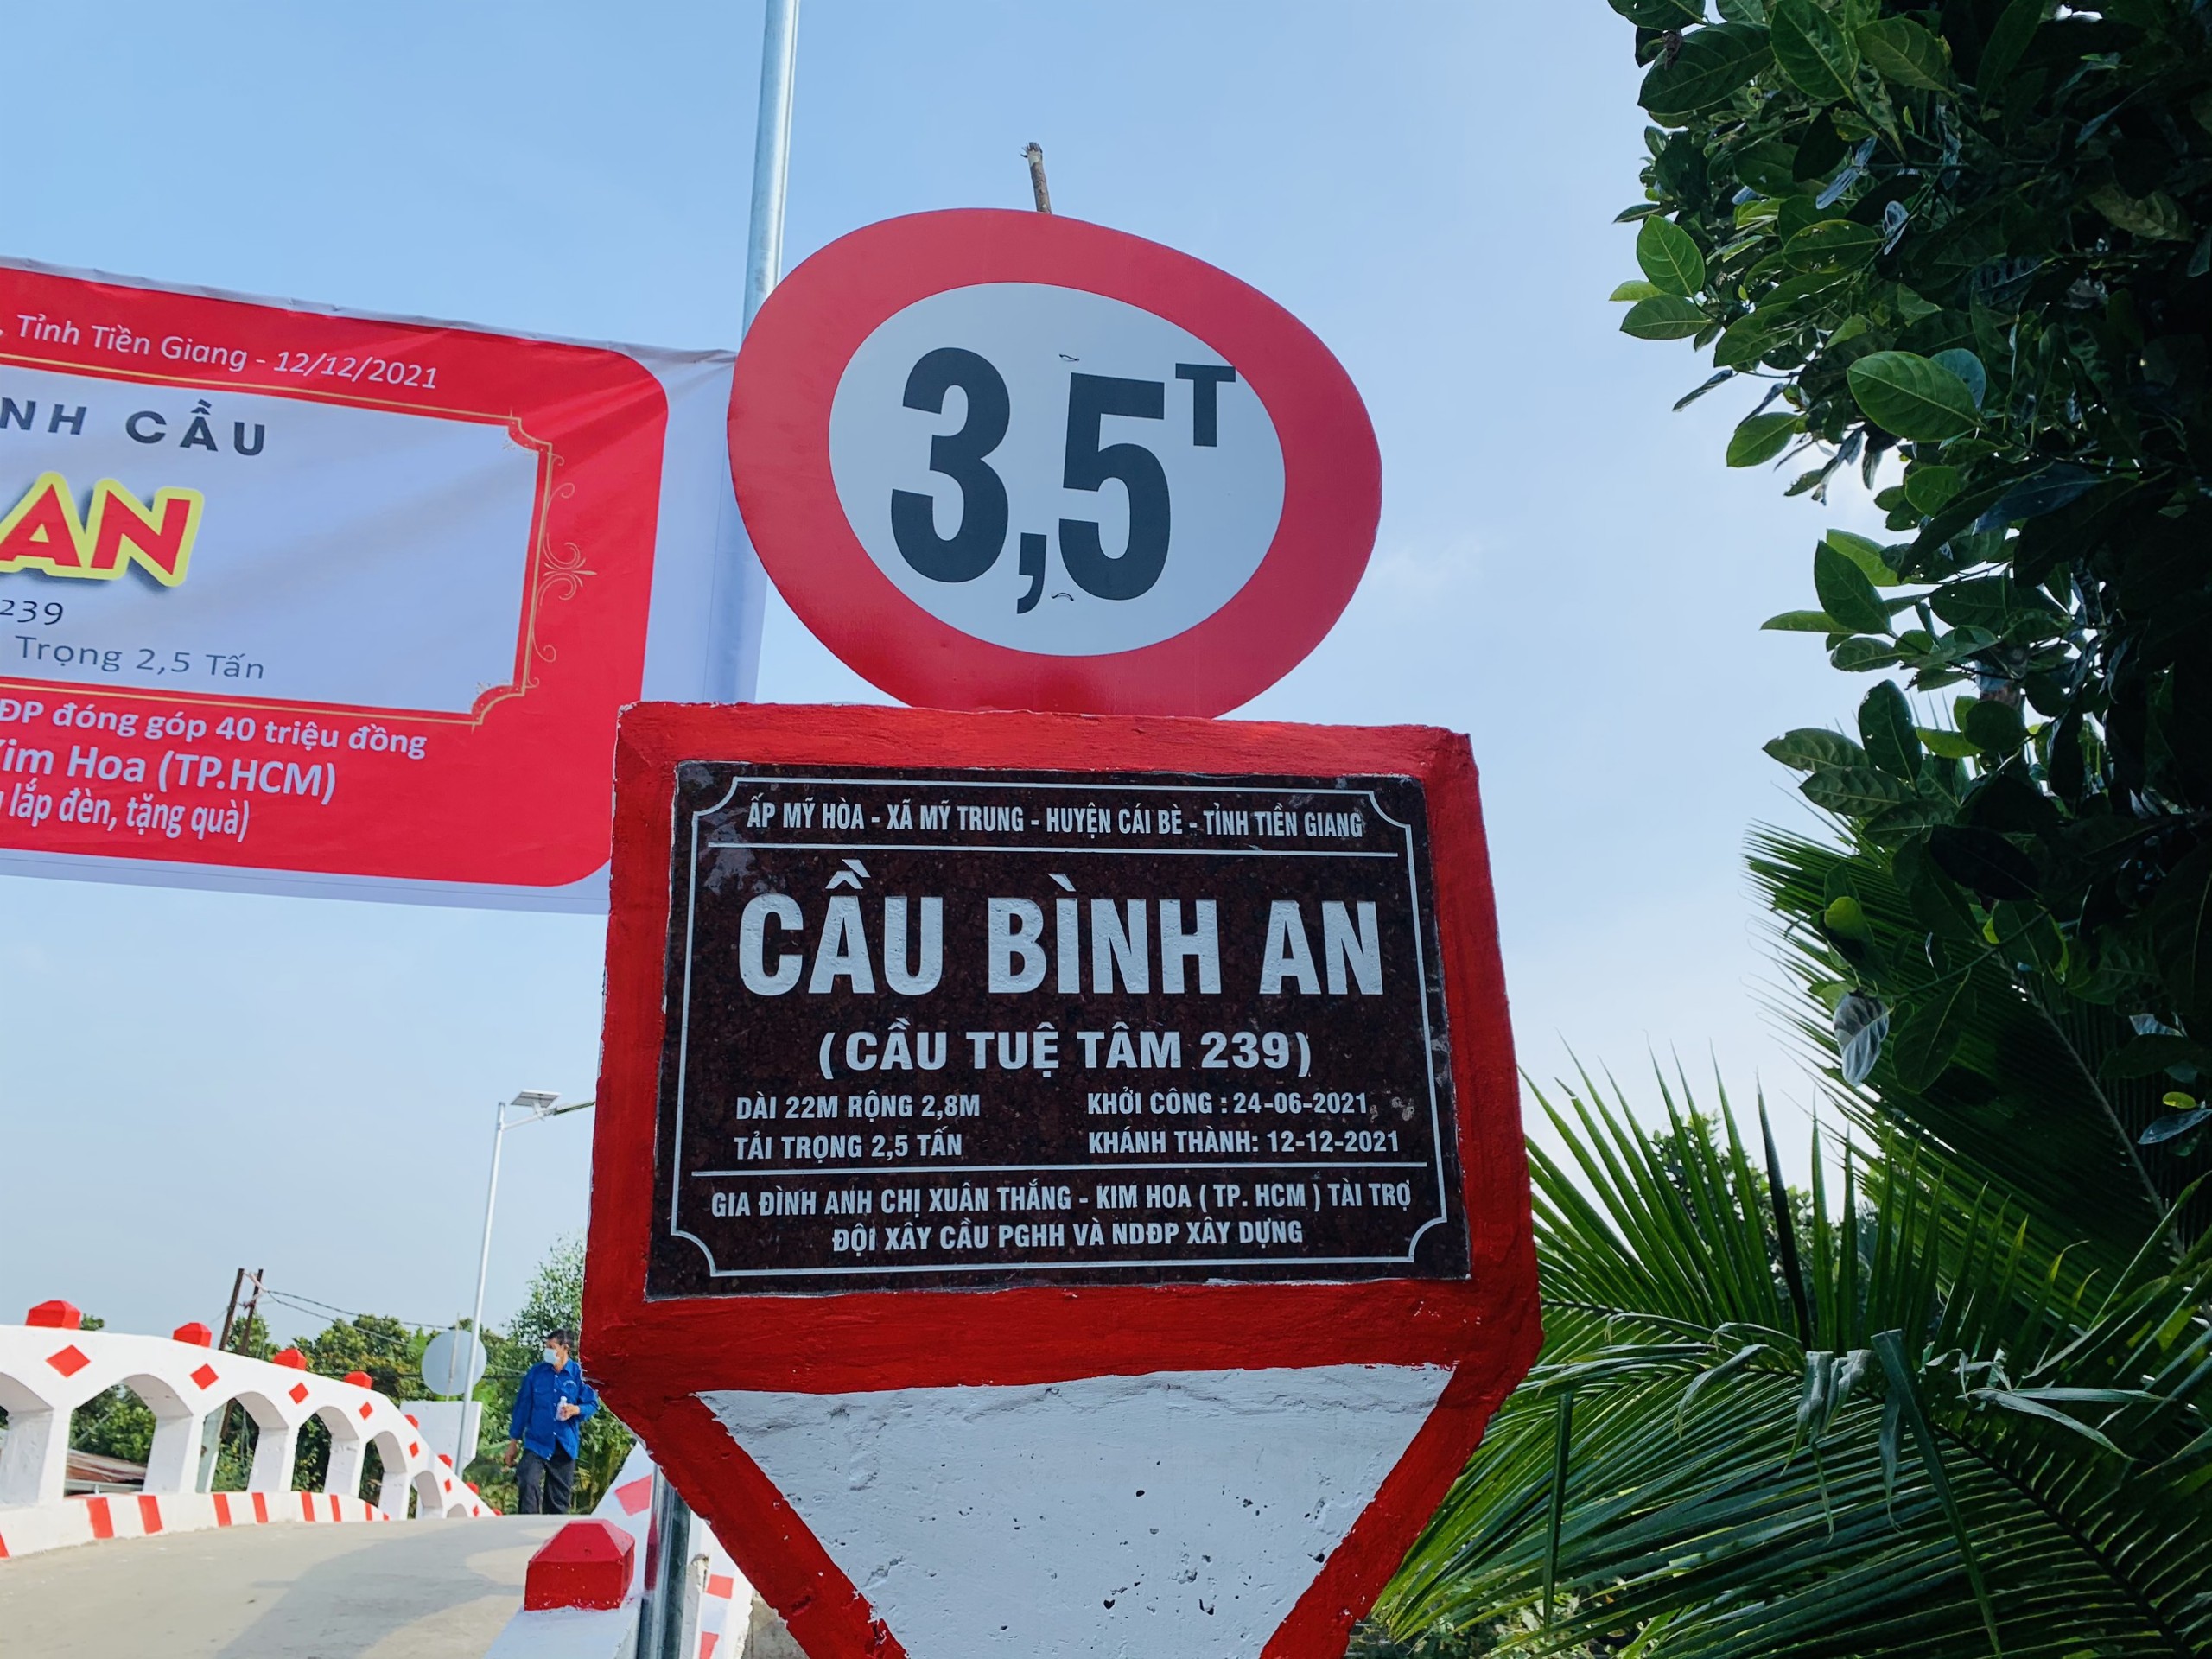 , Tỉnh Tiền Giang - 12/12/2021
NH CẦU
AN
239
Trọng 2,5 Tấn
ĐP đóng góp 40 triệu đồng
Kim Hoa (TP.HCM)
lắp đèn, tặng quà)
3,5T
ẤP MỸ HÒA - XÃ MỸ TRUNG - HUYỆN CÁI BÈ - TỈNH TIỀN GIANG
CẦU BÌNH AN
(CẦU TUỆ TÂM 239)
DÀI 22M RỘNG 2,8M KHỞI CÔNG : 24-06-2021
TẢI TRỌNG 2,5 TẤN KHÁNH THÀNH: 12-12-2021
GIA ĐÌNH ANH CHỊ XUÂN THẮNG - KIM HOA ( TP. HCM ) TÀI TRỢ
ĐỘI XÂY CẦU PGHH VÀ NDĐP XÂY DỰNG